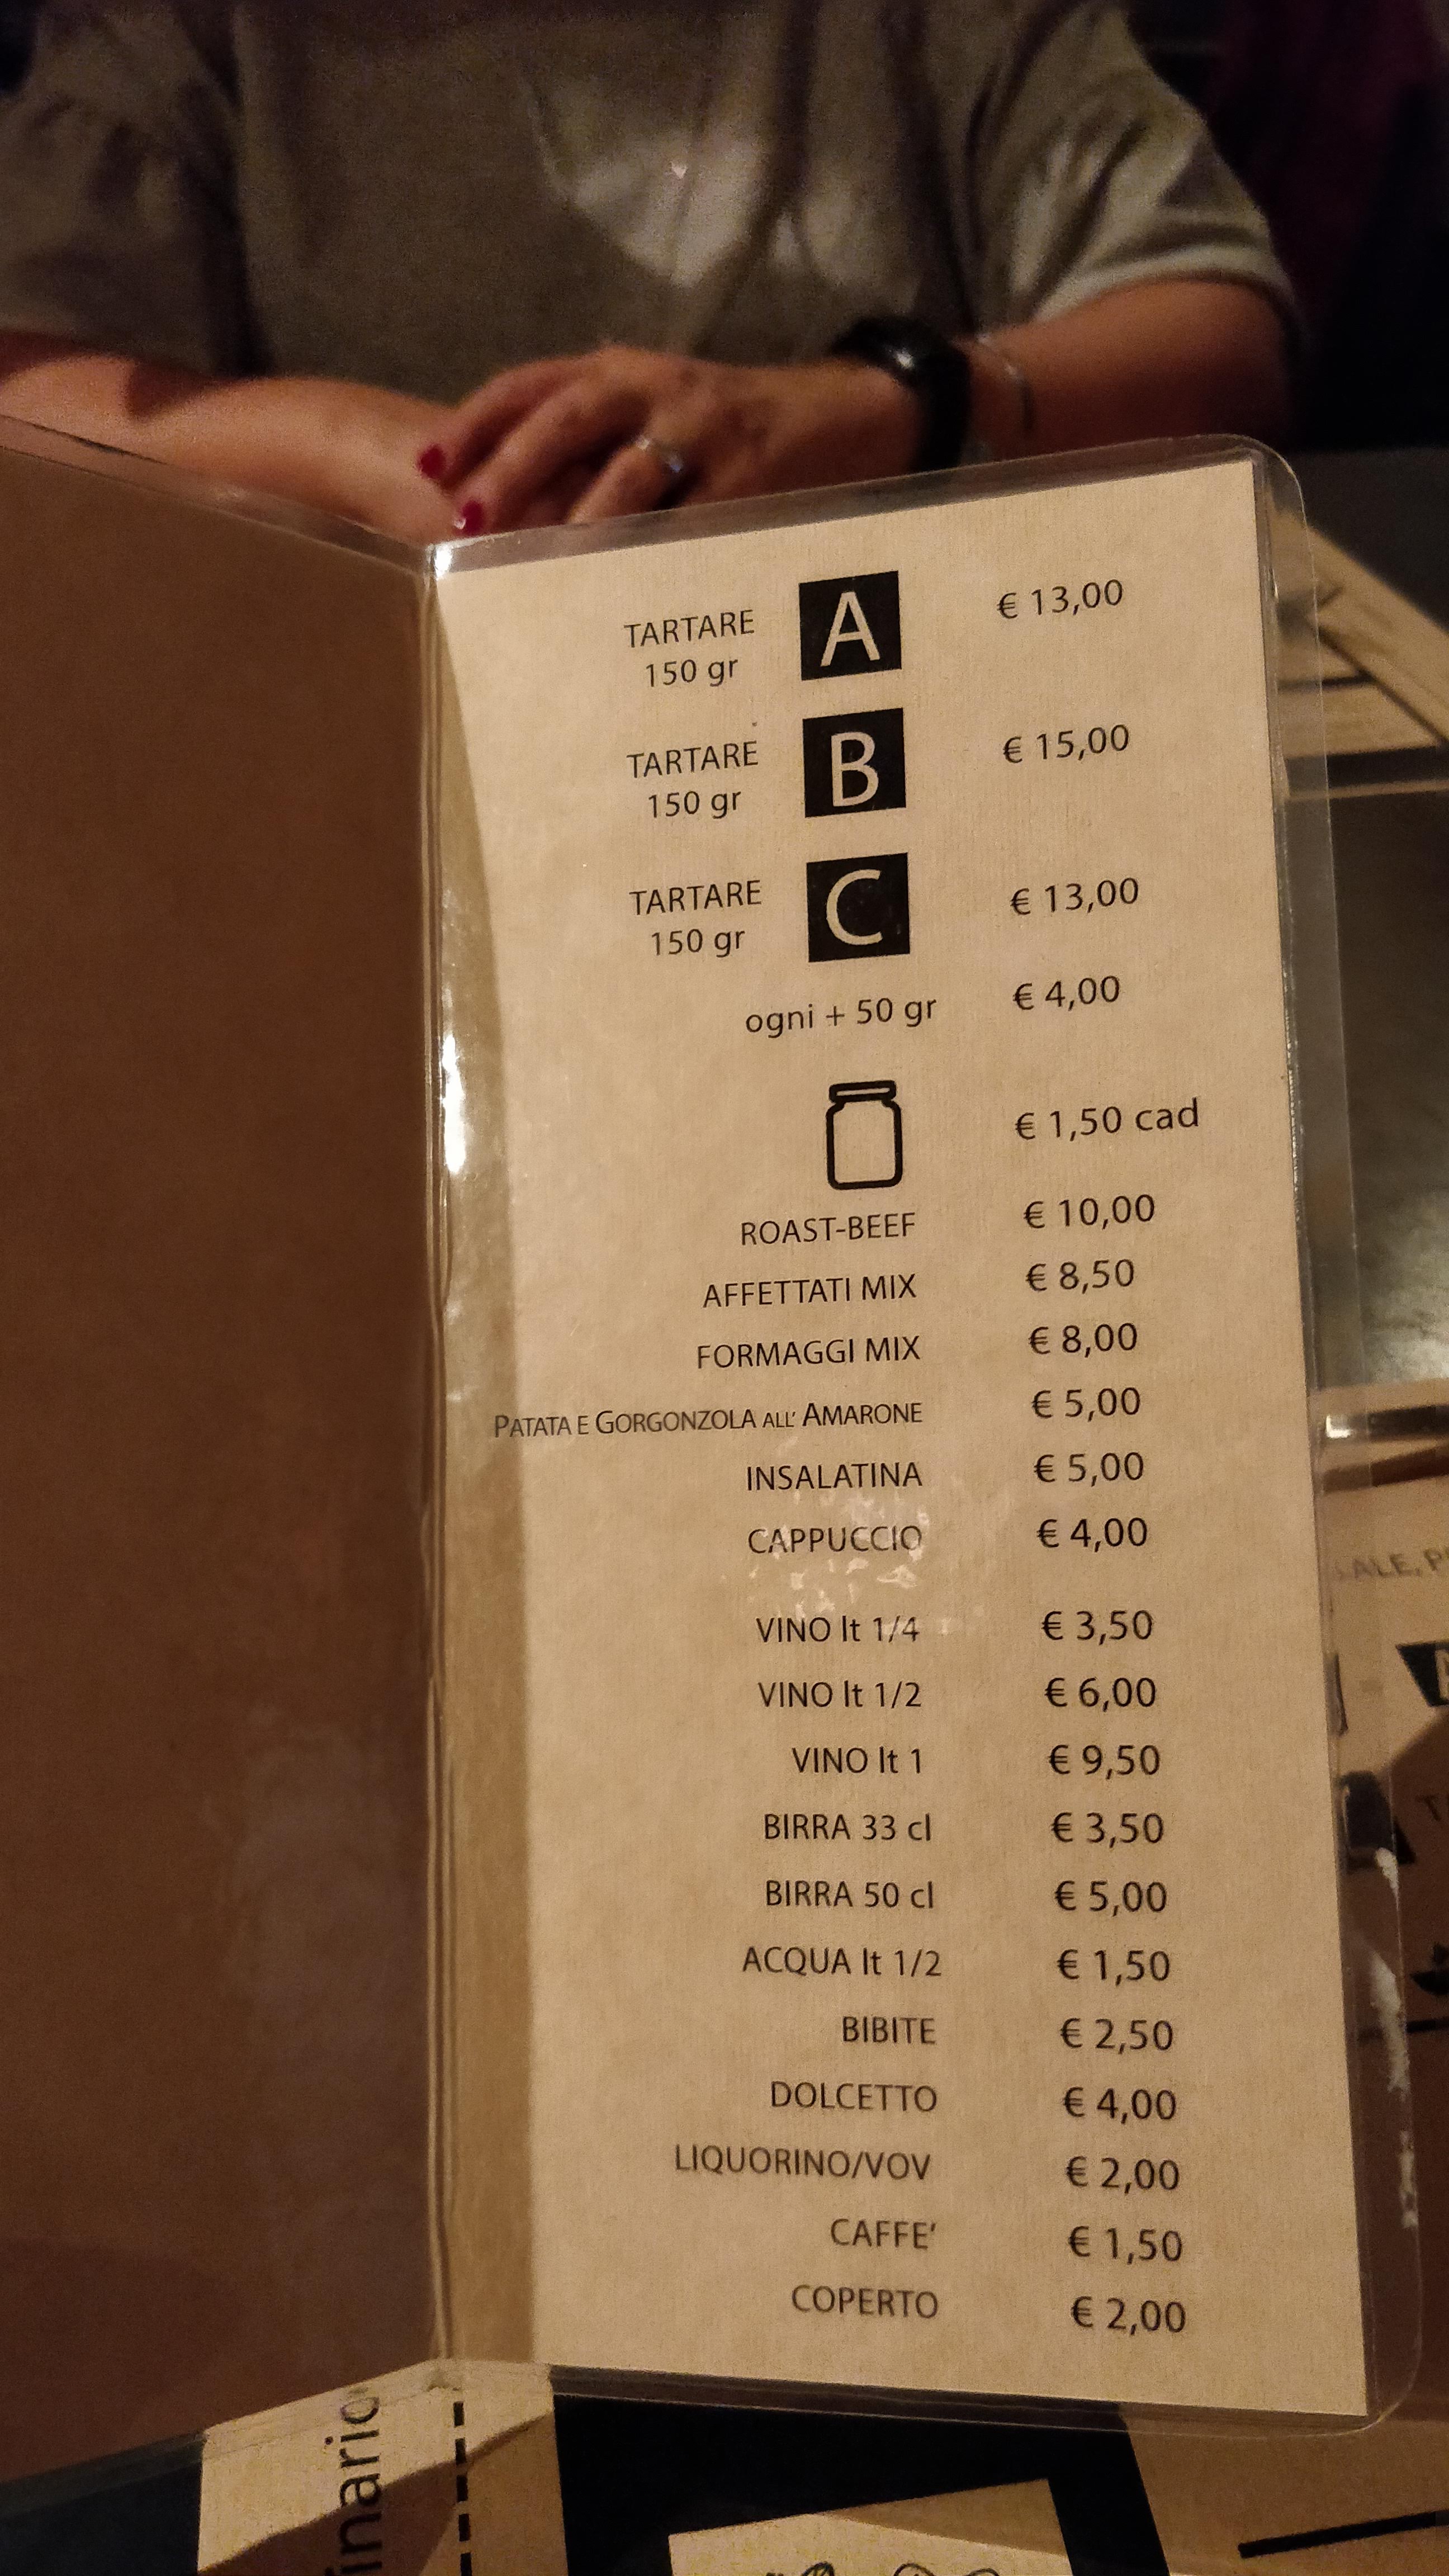 TARTARE A € 13,00
150 gr
TARTARE B € 15,00
150 gr
TARTARE C € 13,00
150 gr
ogni + 50 gr € 4,00
€ 1,50 cad
ROAST-BEEF € 10,00
AFFETTATI MIX € 8,50
FORMAGGI MIX € 8,00
PATATA E GORGONZOLA ALL' AMARONE € 5,00
INSALATINA € 5,00
CAPPUCCIO € 4,00
VINO lt 1/4 € 3,50
VINO lt 1/2 € 6,00
VINO lt 1 € 9,50
BIRRA 33 cl € 3,50
BIRRA 50 cl € 5,00
ACQUA lt 1/2 € 1,50
BIBITE € 2,50
DOLCETTO € 4,00
LIQUORINO/VOV € 2,00
CAFFE' € 1,50
COPERTO € 2,00
inario